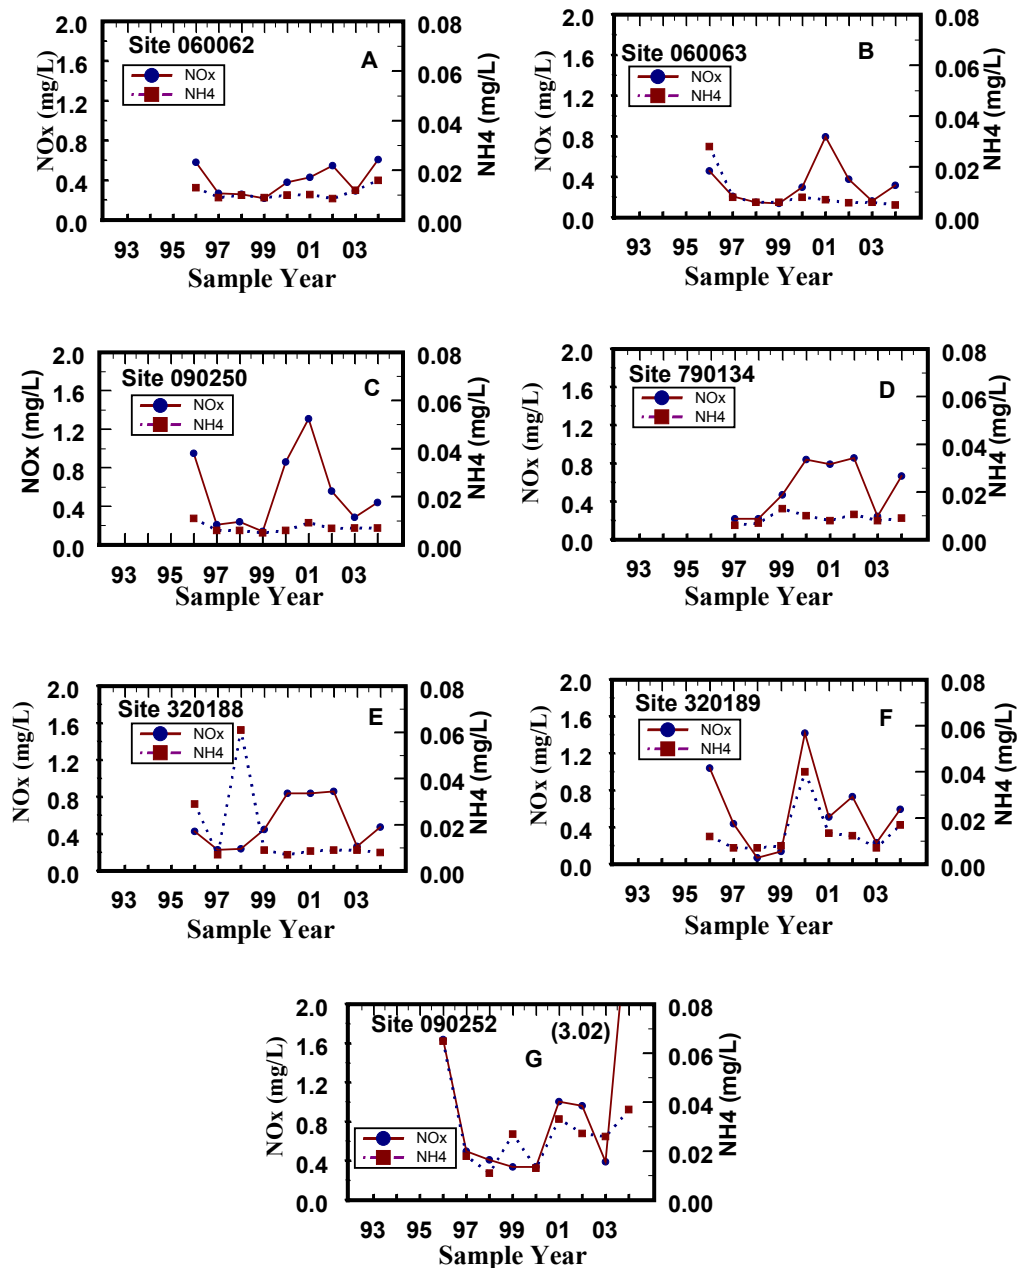 Site 060062
A
NOx
NH4
NOx (mg/L)
2.0
1.6
1.2
0.8
0.4
0.0
NH4 (mg/L)
0.08
0.06
0.04
0.02
0.00
93 95 97 99 01 03
Sample Year
Site 060063
B
NOx
NH4
NOx (mg/L)
2.0
1.6
1.2
0.8
0.4
0.0
NH4 (mg/L)
0.08
0.06
0.04
0.02
0.00
93 95 97 99 01 03
Sample Year
Site 090250
C
NOx
NH4
NOx (mg/L)
2.0
1.6
1.2
0.8
0.4
0.0
NH4 (mg/L)
0.08
0.06
0.04
0.02
0.00
93 95 97 99 01 03
Sample Year
Site 790134
D
NOx
NH4
NOx (mg/L)
2.0
1.6
1.2
0.8
0.4
0.0
NH4 (mg/L)
0.08
0.06
0.04
0.02
0.00
93 95 97 99 01 03
Sample Year
Site 320188
E
NOx
NH4
NOx (mg/L)
2.0
1.6
1.2
0.8
0.4
0.0
NH4 (mg/L)
0.08
0.06
0.04
0.02
0.00
93 95 97 99 01 03
Sample Year
Site 320189
F
NOx
NH4
NOx (mg/L)
2.0
1.6
1.2
0.8
0.4
0.0
NH4 (mg/L)
0.08
0.06
0.04
0.02
0.00
93 95 97 99 01 03
Sample Year
Site 090252
(3.02)
G
NOx
NH4
NOx (mg/L)
2.0
1.6
1.2
0.8
0.4
0.0
NH4 (mg/L)
0.08
0.06
0.04
0.02
0.00
93 95 97 99 01 03
Sample Year